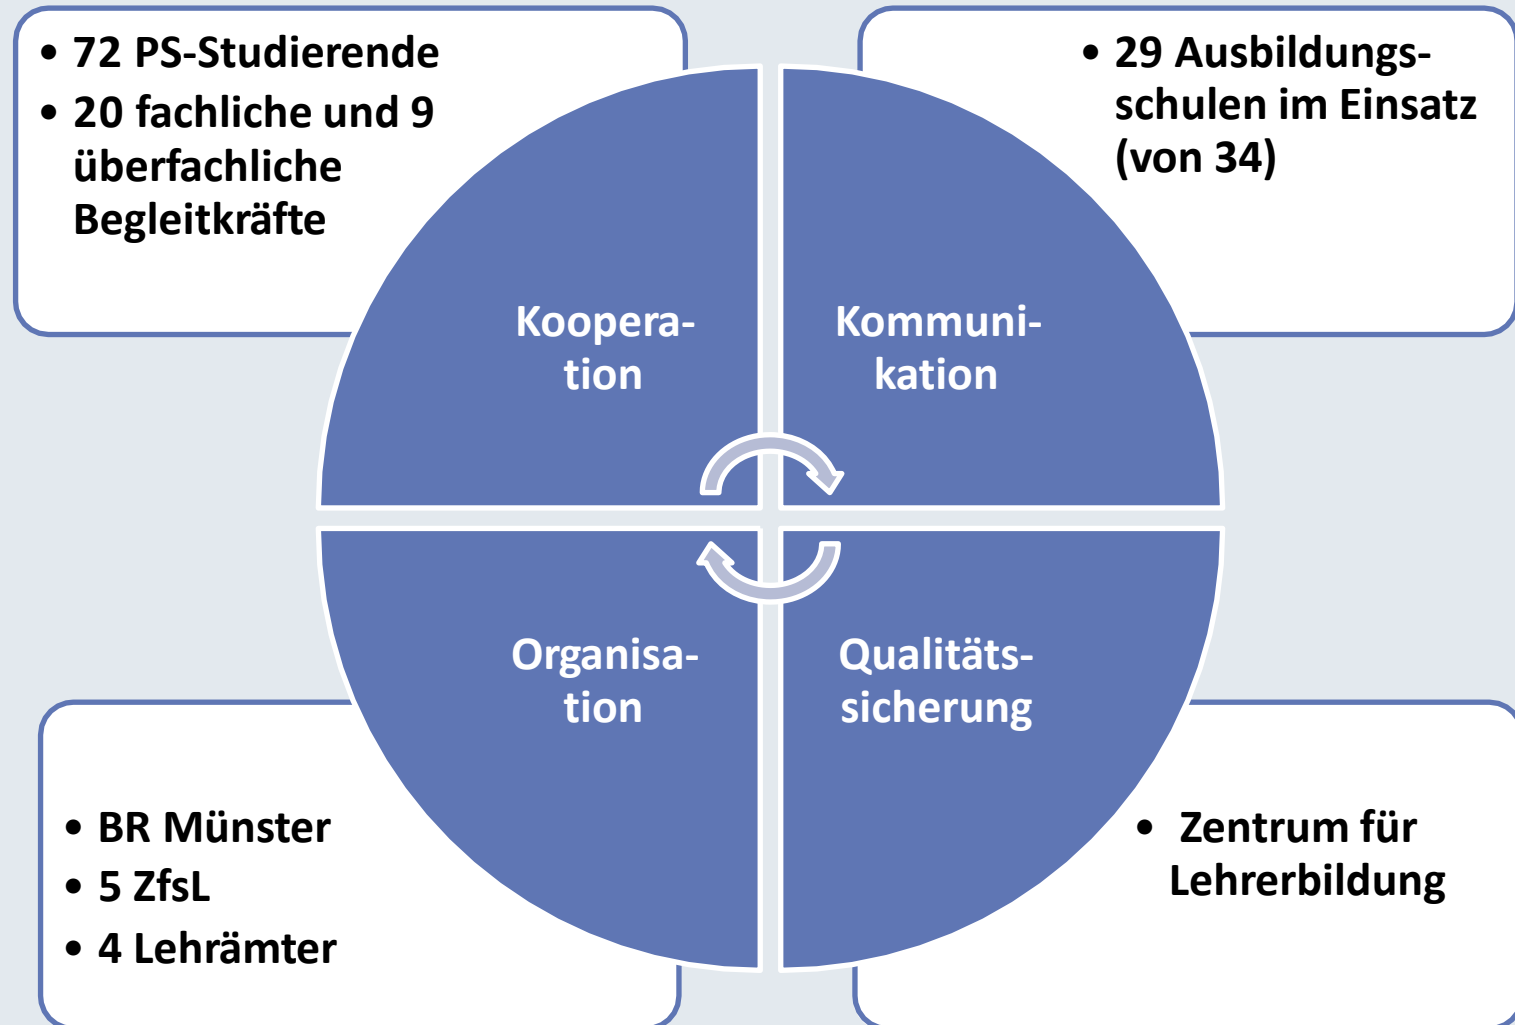 • 72 PS-Studierende
• 20 fachliche und 9
überfachliche
Begleitkräfte
• 29 Ausbildungs-
schulen im Einsatz
(von 34)
Koopera-
tion
Kommuni-
kation
Organisa-
tion
Qualitäts-
sicherung
• BR Münster
• 5 ZfsL
• 4 Lehrämter
• Zentrum für
Lehrerbildung